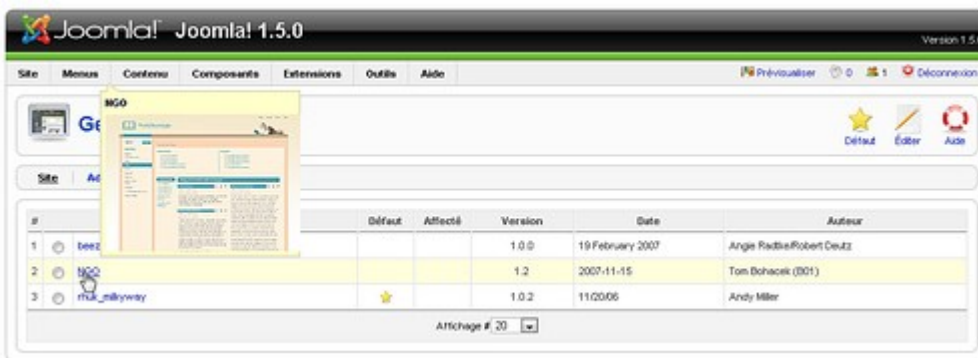 Joomla! Joomla! 1.5.0
Version 1.5
Site Menus Contenu Composants Extensions Outils Aide Prévisualiser 0 1 Déconnexion
NGO
Ge
Défaut Éditer Aide
Site Ad
# Défaut Affecté Version Date Auteur
1 beez 1.0.0 19 February 2007 Angie Radtke/Robert Deutz
2 NGO 1.2 2007-11-15 Tom Bohacek (B01)
3 rhuk_milkyway 1.0.2 11/20/06 Andy Miller
Affichage # 20